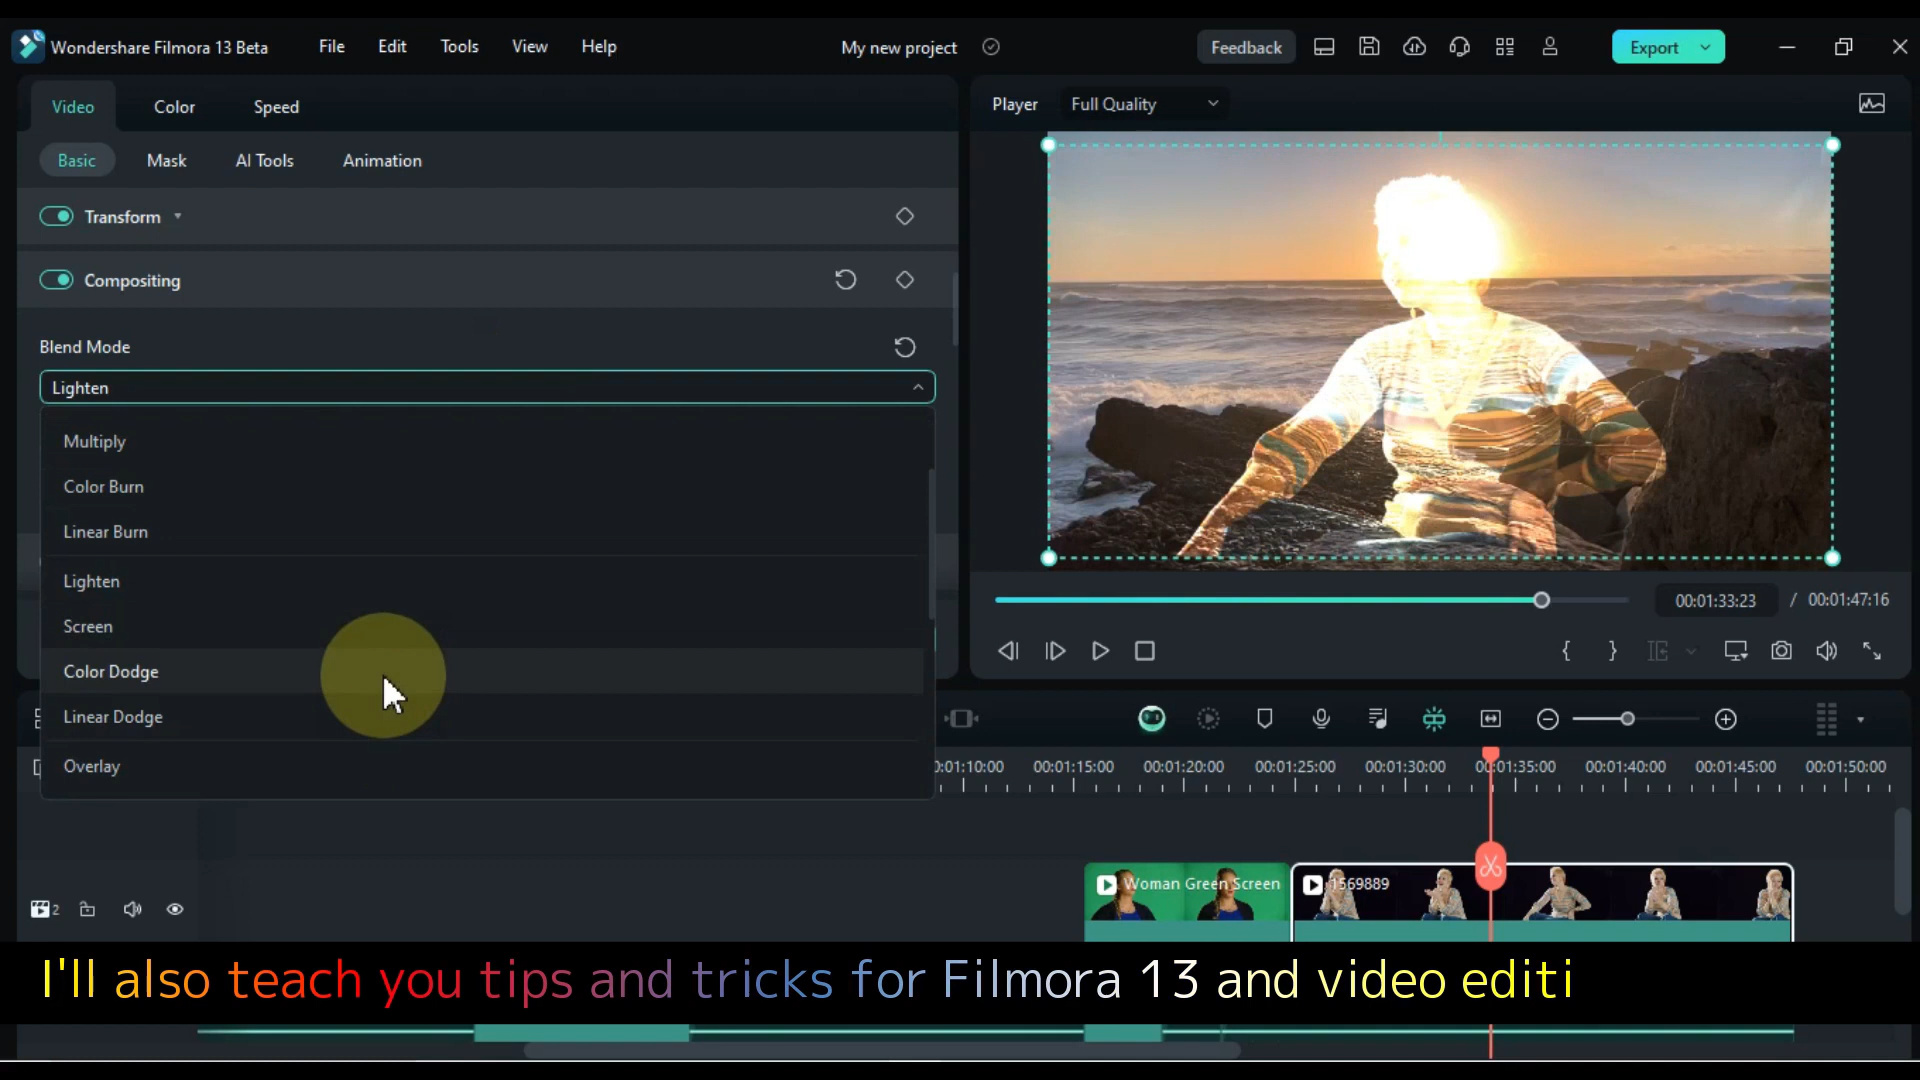 Wondershare Filmora 13 Beta
File
Edit
Tools
View
Help
My new project
Feedback
Export
Video
Color
Speed
Player
Full Quality
Basic
Mask
AI Tools
Animation
Transform
Compositing
Blend Mode
Lighten
Multiply
Color Burn
Linear Burn
Lighten
Screen
Color Dodge
Linear Dodge
Overlay
00:01:33:23 / 00:01:47:16
0:01:10:00
00:01:15:00
00:01:20:00
00:01:25:00
00:01:30:00
00:01:35:00
00:01:40:00
00:01:45:00
00:01:50:00
Woman Green Screen
1569889
2
I'll also teach you tips and tricks for Filmora 13 and video editi